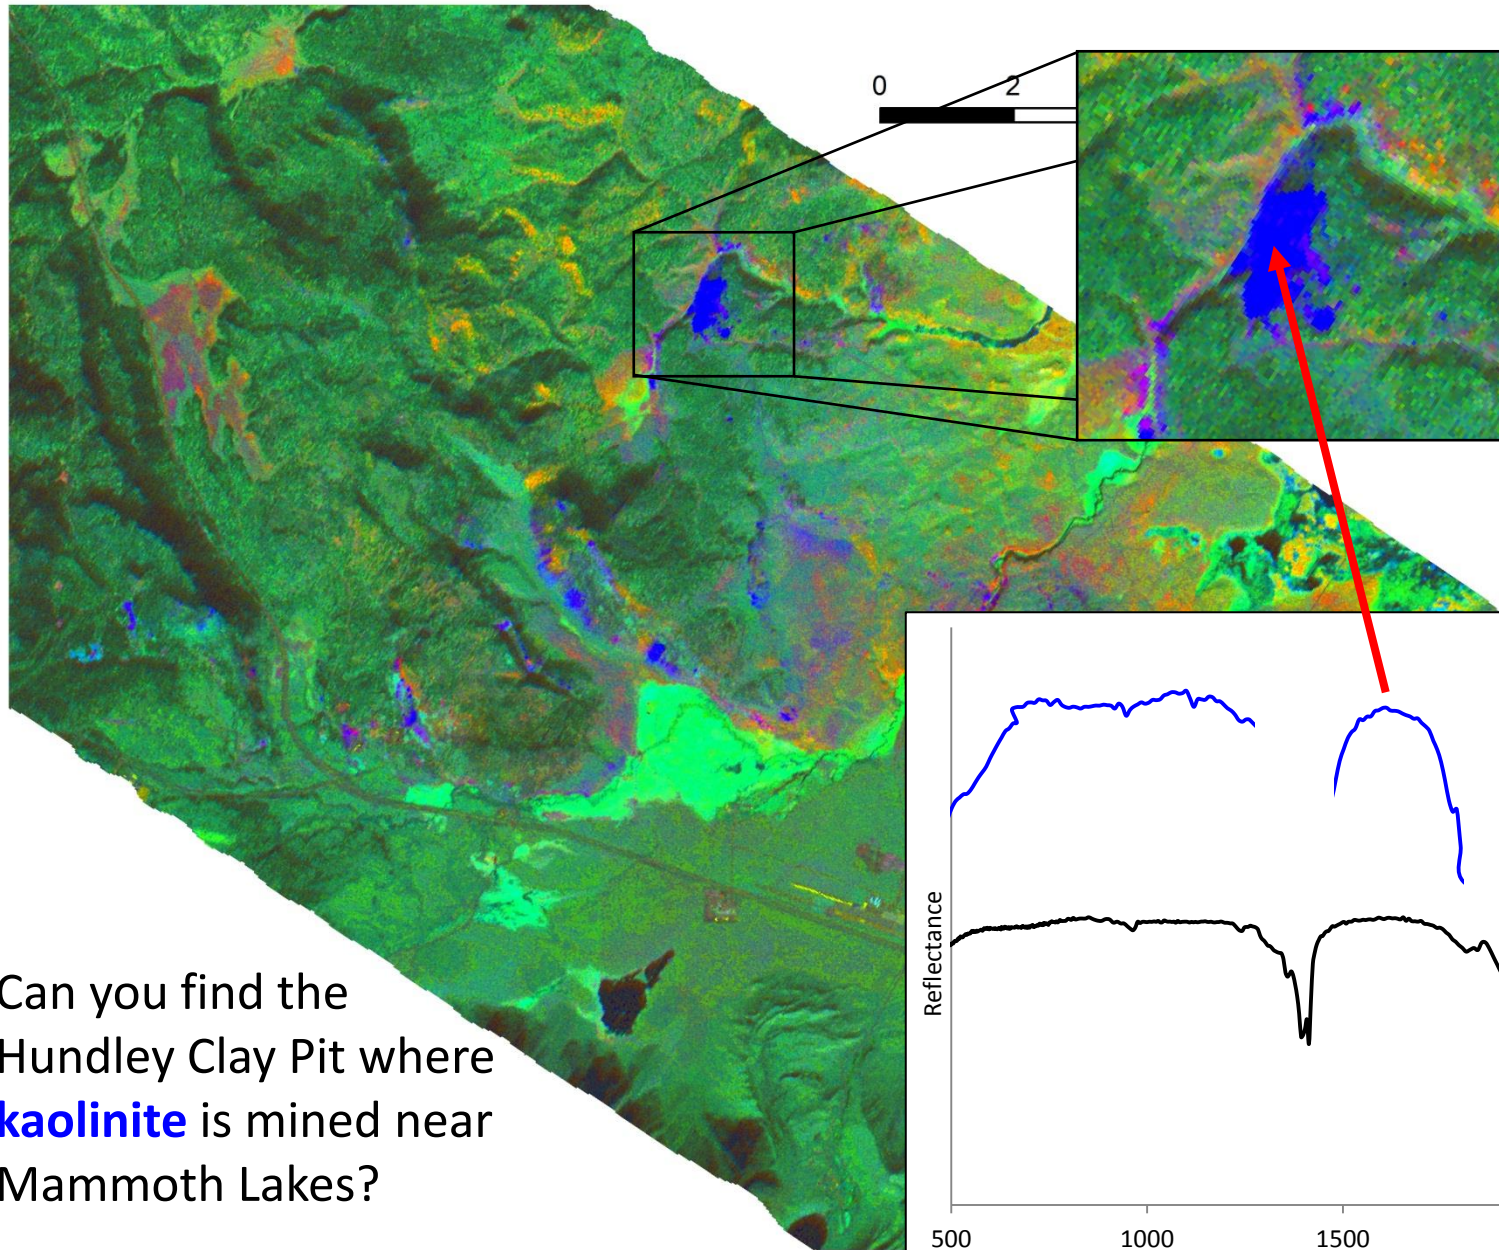 0 2
Can you find the
Hundley Clay Pit where
kaolinite is mined near
Mammoth Lakes?
Reflectance
500 1000 1500